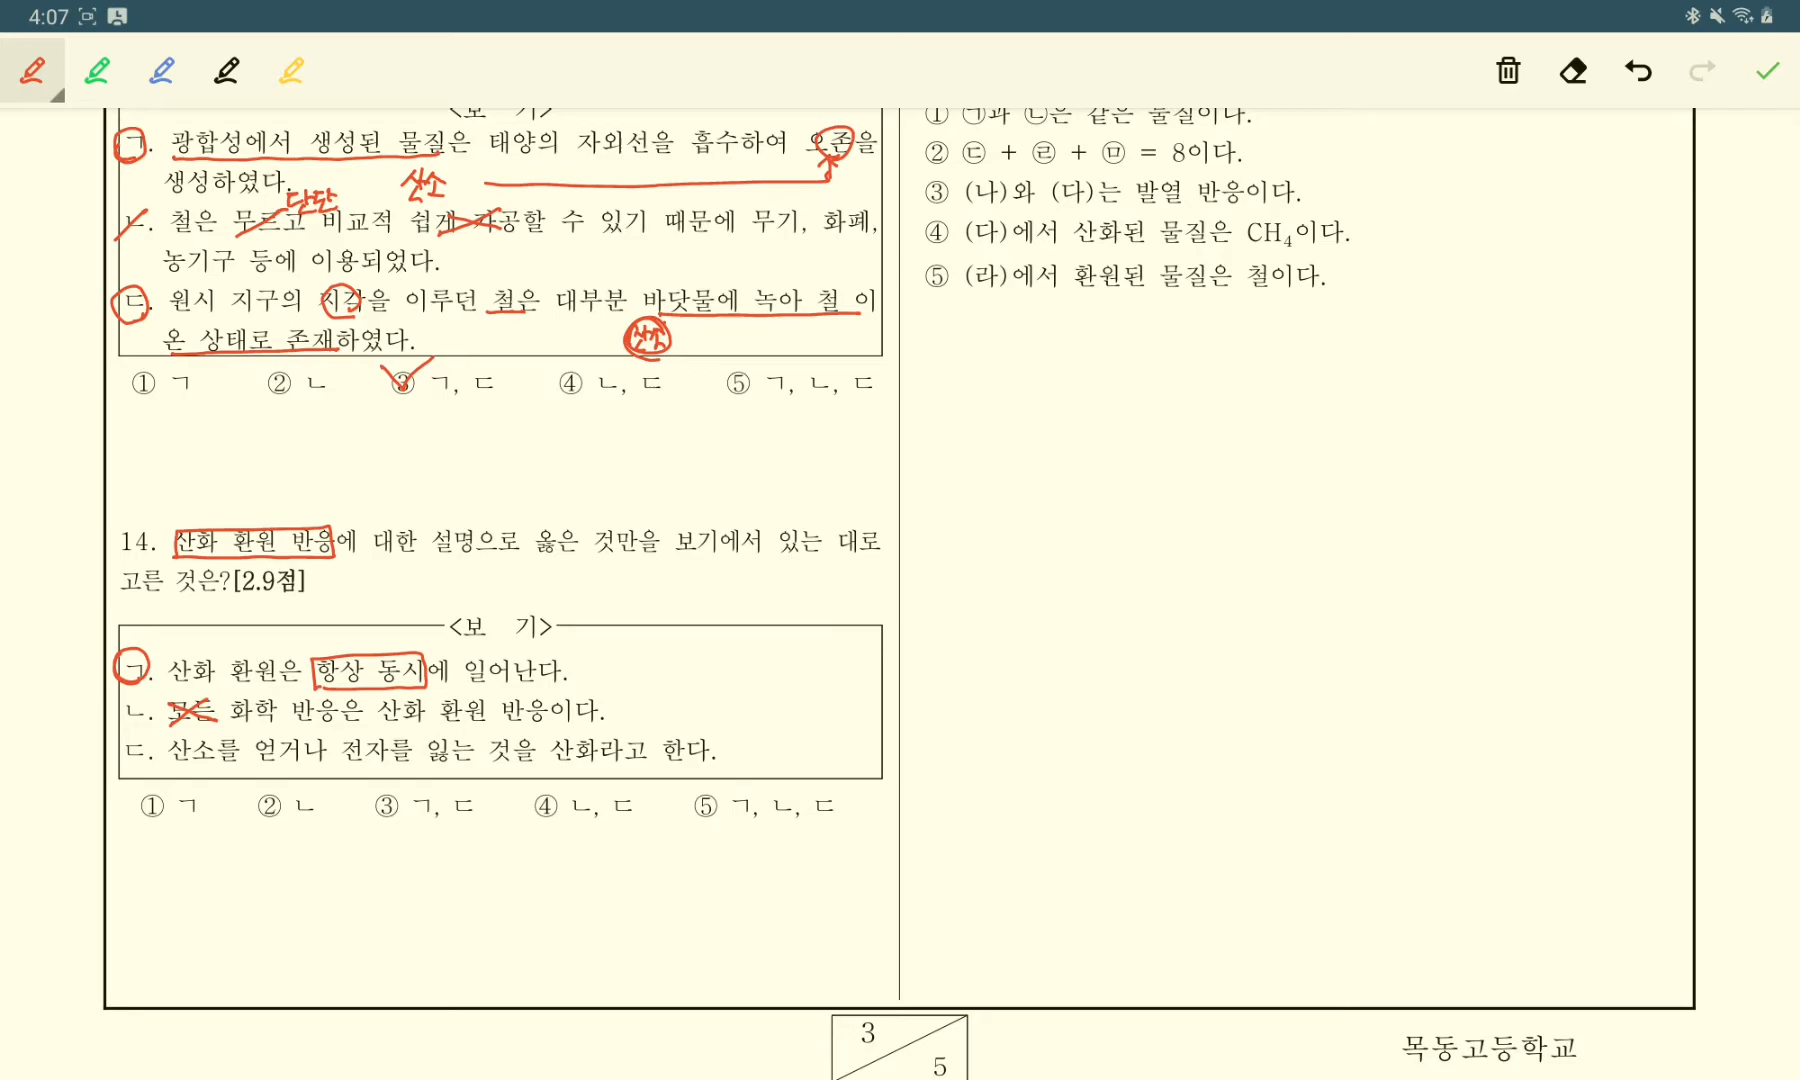 4:07
<보 기>
ㄱ. 광합성에서 생성된 물질은 태양의 자외선을 흡수하여 오존을
생성하였다.
산소
단단
ㄴ. 철은 무르고 비교적 쉽게 가공할 수 있기 때문에 무기, 화폐,
농기구 등에 이용되었다.
ㄷ. 원시 지구의 지각을 이루던 철은 대부분 바닷물에 녹아 철 이
온 상태로 존재하였다.
① ㄱ ② ㄴ ③ ㄱ, ㄷ ④ ㄴ, ㄷ ⑤ ㄱ, ㄴ, ㄷ
14. 산화 환원 반응에 대한 설명으로 옳은 것만을 보기에서 있는 대로
고른 것은?[2.9점]
<보 기>
ㄱ. 산화 환원은 항상 동시에 일어난다.
ㄴ. 모든 화학 반응은 산화 환원 반응이다.
ㄷ. 산소를 얻거나 전자를 잃는 것을 산화라고 한다.
① ㄱ ② ㄴ ③ ㄱ, ㄷ ④ ㄴ, ㄷ ⑤ ㄱ, ㄴ, ㄷ
① ㉠과 ㉡은 같은 물질이다.
② ㉢ + ㉣ + ㉤ = 8이다.
③ (나)와 (다)는 발열 반응이다.
④ (다)에서 산화된 물질은 CH₄이다.
⑤ (라)에서 환원된 물질은 철이다.
3
5
목동고등학교